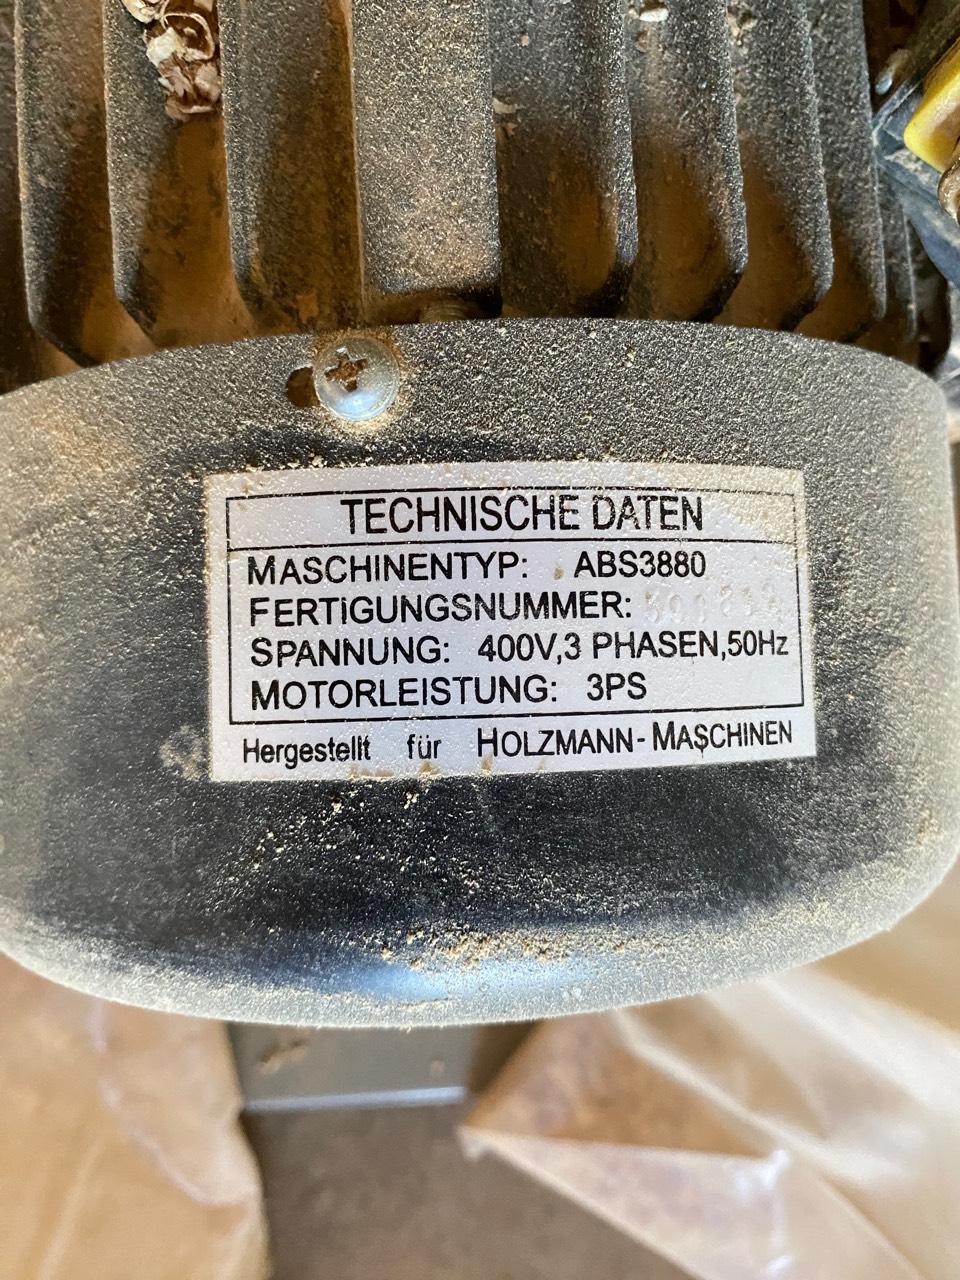 TECHNISCHE DATEN
MASCHINENTYP: ABS3880
FERTIGUNGSNUMMER:
SPANNUNG: 400V,3 PHASEN,50Hz
MOTORLEISTUNG: 3PS
Hergestellt für HOLZMANN-MASCHINEN